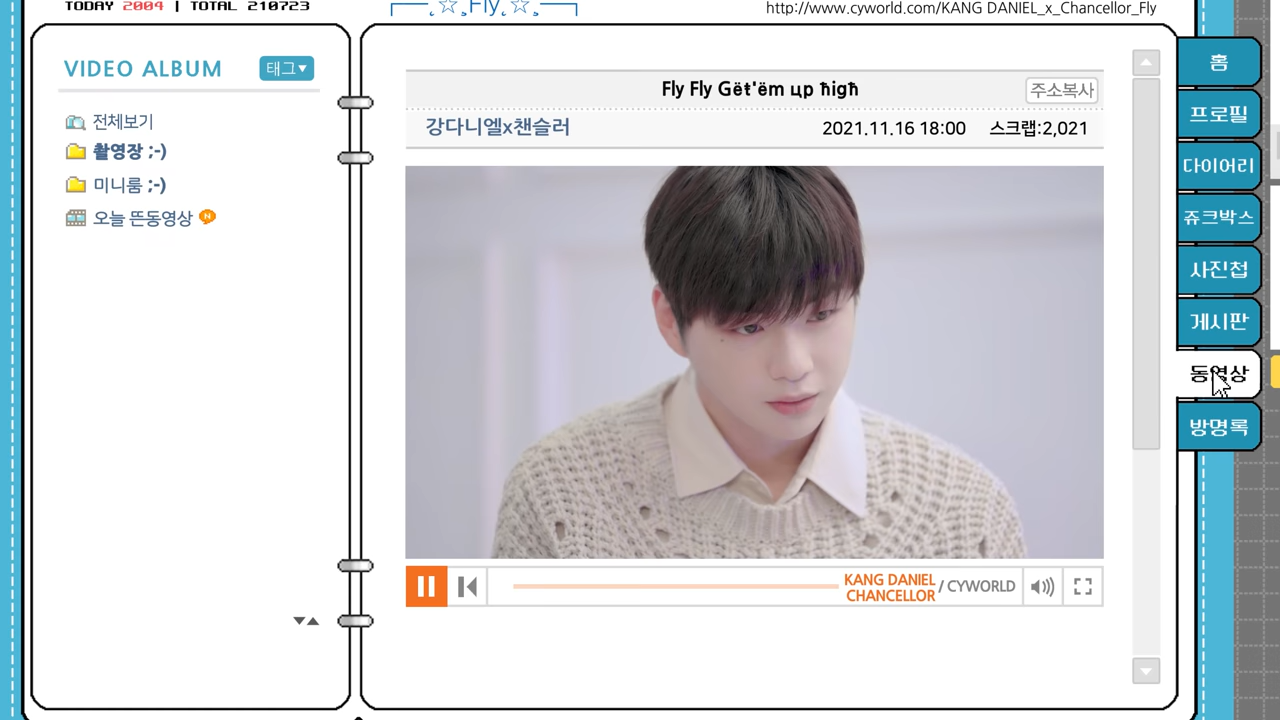 TODAY 2004 | TOTAL 210723
˛☆¸Fly˛☆¸
http://www.cyworld.com/KANG DANIEL_x_Chancellor_Fly
VIDEO ALBUM
태그▼
전체보기
촬영장 ;-)
미니룸 ;-)
오늘 뜬동영상 N
Fly Fly Gët'ëm цp ħigħ
주소복사
강다니엘x챈슬러
2021.11.16 18:00 스크랩:2,021
KANG DANIEL
CHANCELLOR / CYWORLD
홈
프로필
다이어리
쥬크박스
사진첩
게시판
동영상
방명록